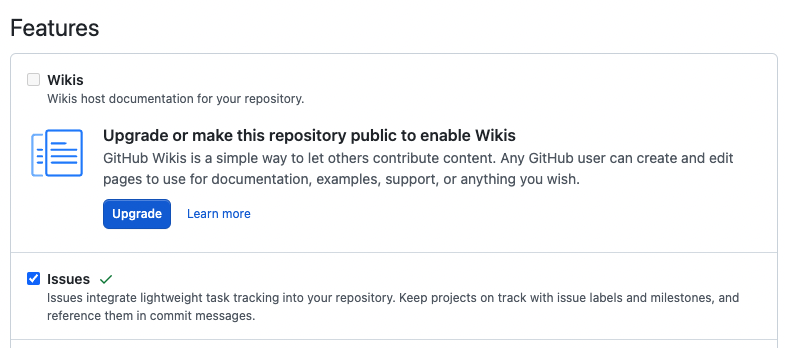 Features
Wikis
Wikis host documentation for your repository.
Upgrade or make this repository public to enable Wikis
GitHub Wikis is a simple way to let others contribute content. Any GitHub user can create and edit
pages to use for documentation, examples, support, or anything you wish.
Upgrade Learn more
Issues
Issues integrate lightweight task tracking into your repository. Keep projects on track with issue labels and milestones, and
reference them in commit messages.